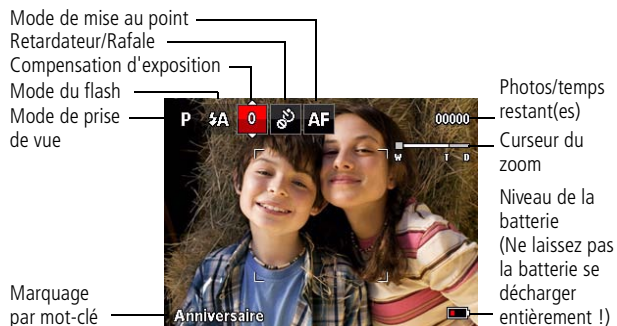 Mode de mise au point
Retardateur/Rafale
Compensation d'exposition
Mode du flash
Mode de prise
de vue
P
A
0
AF
00000
W T D
Photos/temps
restant(es)
Curseur du
zoom
Niveau de la
batterie
(Ne laissez pas
la batterie se
décharger
entièrement !)
Marquage
par mot-clé
Anniversaire